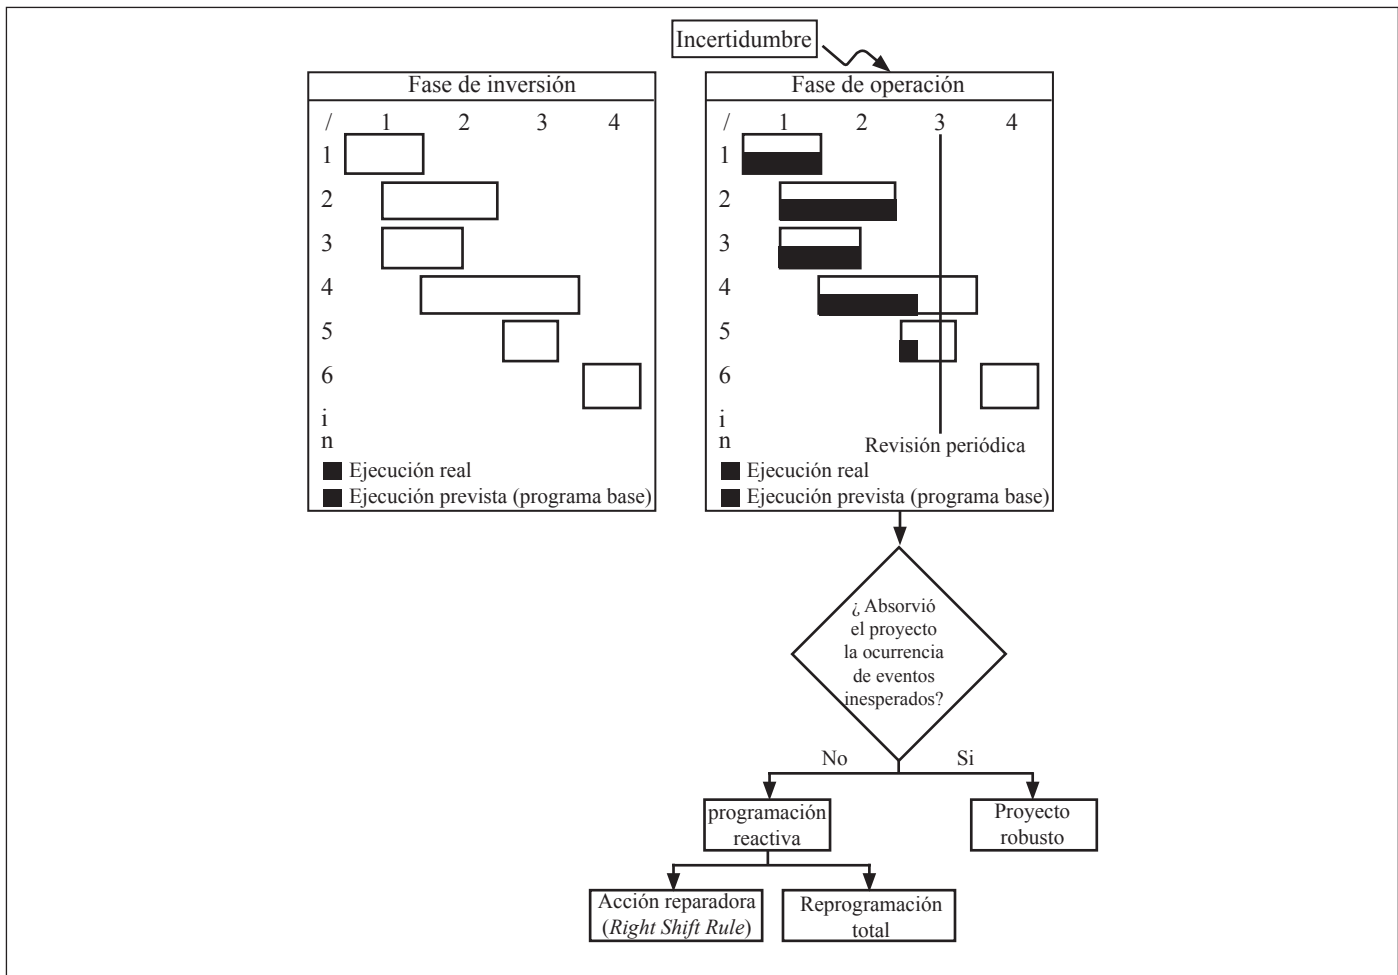 Incertidumbre
Fase de inversión
/ 1 2 3 4
1
2
3
4
5
6
i
n
Ejecución real
Ejecución prevista (programa base)
Fase de operación
/ 1 2 3 4
1
2
3
4
5
6
i
n
Revisión periódica
Ejecución real
Ejecución prevista (programa base)
¿ Absorvió
el proyecto
la ocurrencia
de eventos
inesperados?
No
Si
programación
reactiva
Proyecto
robusto
Acción reparadora
(Right Shift Rule)
Reprogramación
total